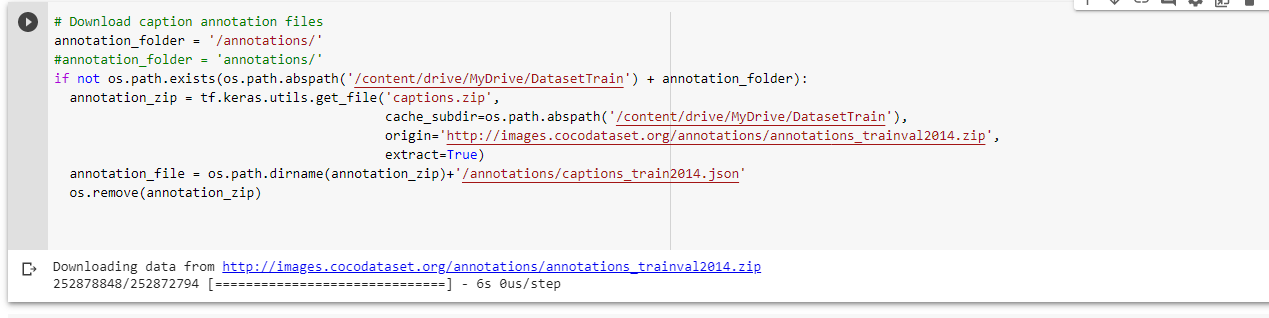 # Download caption annotation files
annotation_folder = '/annotations/'
#annotation_folder = 'annotations/'
if not os.path.exists(os.path.abspath('/content/drive/MyDrive/DatasetTrain') + annotation_folder):
  annotation_zip = tf.keras.utils.get_file('captions.zip',
                                           cache_subdir=os.path.abspath('/content/drive/MyDrive/DatasetTrain'),
                                           origin='http://images.cocodataset.org/annotations/annotations_trainval2014.zip',
                                           extract=True)
  annotation_file = os.path.dirname(annotation_zip)+'/annotations/captions_train2014.json'
  os.remove(annotation_zip)
Downloading data from http://images.cocodataset.org/annotations/annotations_trainval2014.zip
252878848/252872794 [==============================] - 6s 0us/step